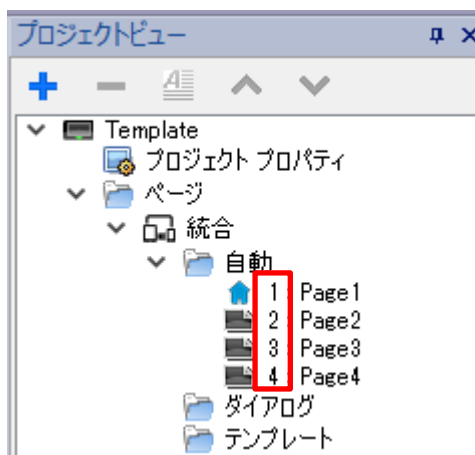 プロジェクトビュー
Template
プロジェクト プロパティ
ページ
統合
自動
1 Page1
2 Page2
3 Page3
4 Page4
ダイアログ
テンプレート